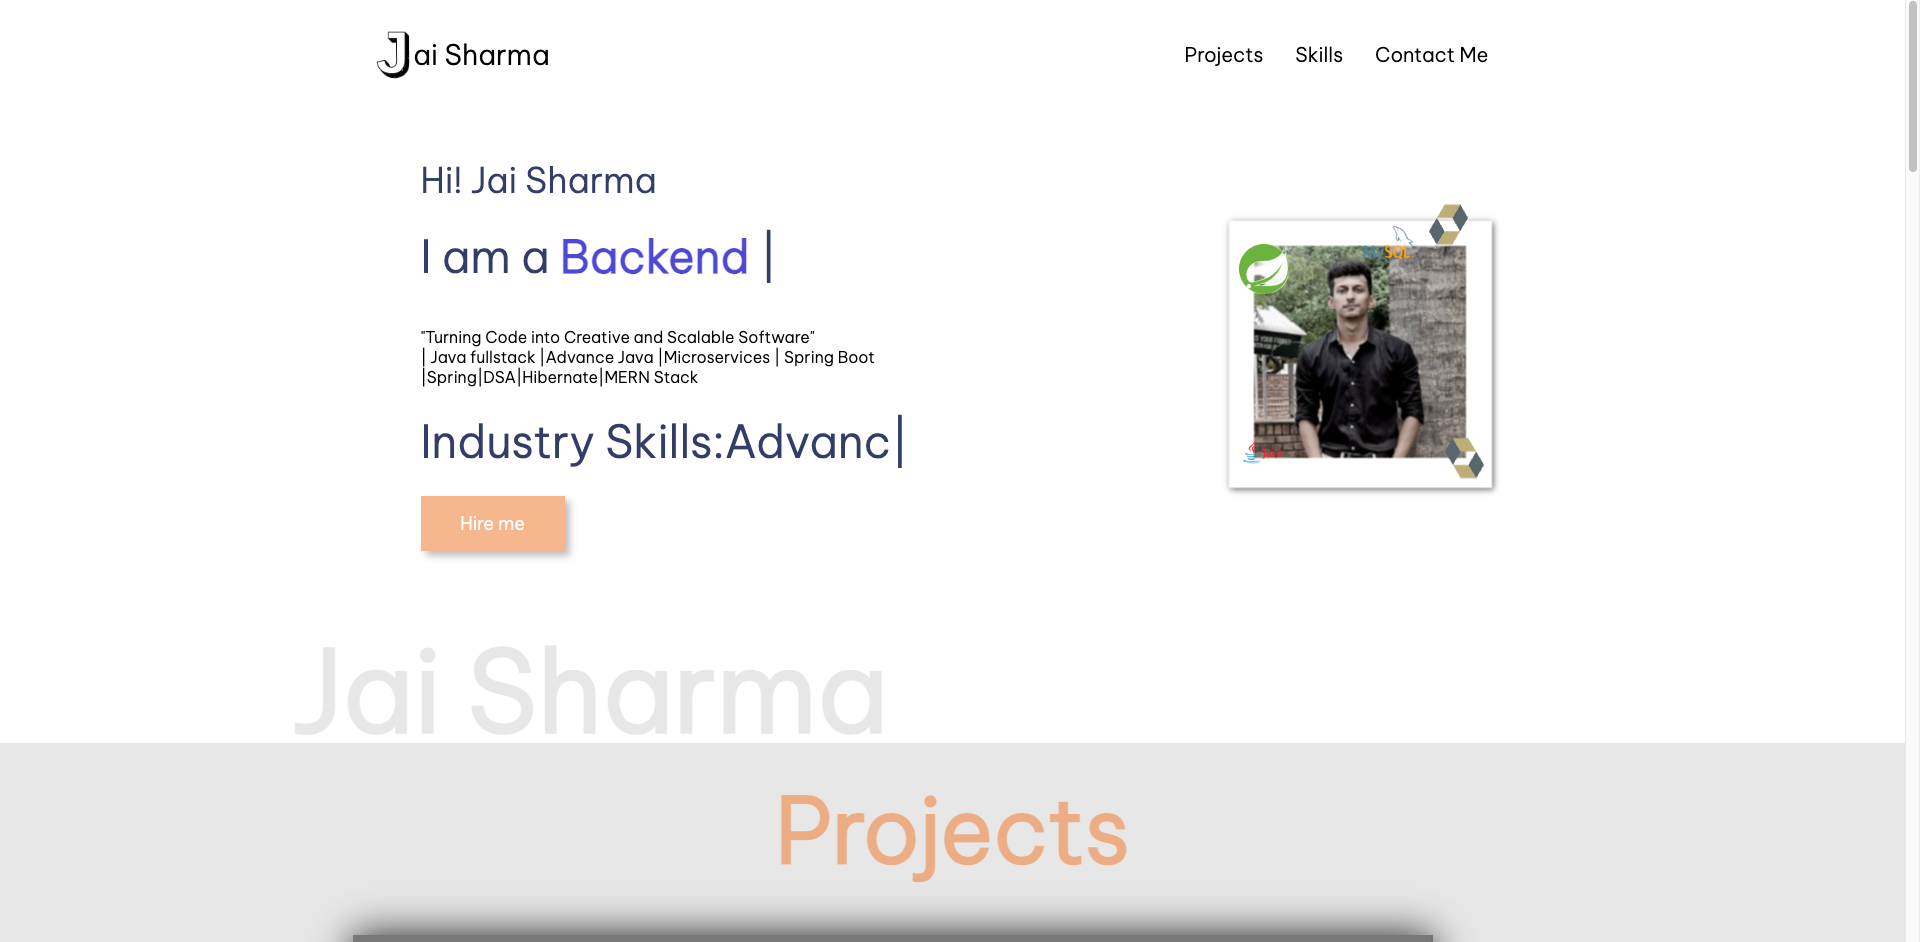 Jai Sharma
Projects
Skills
Contact Me
Hi! Jai Sharma
I am a Backend |
"Turning Code into Creative and Scalable Software"
| Java fullstack |Advance Java |Microservices | Spring Boot
|Spring|DSA|Hibernate|MERN Stack
Industry Skills:Advanc|
MySQL
Hire me
Jai Sharma
Projects